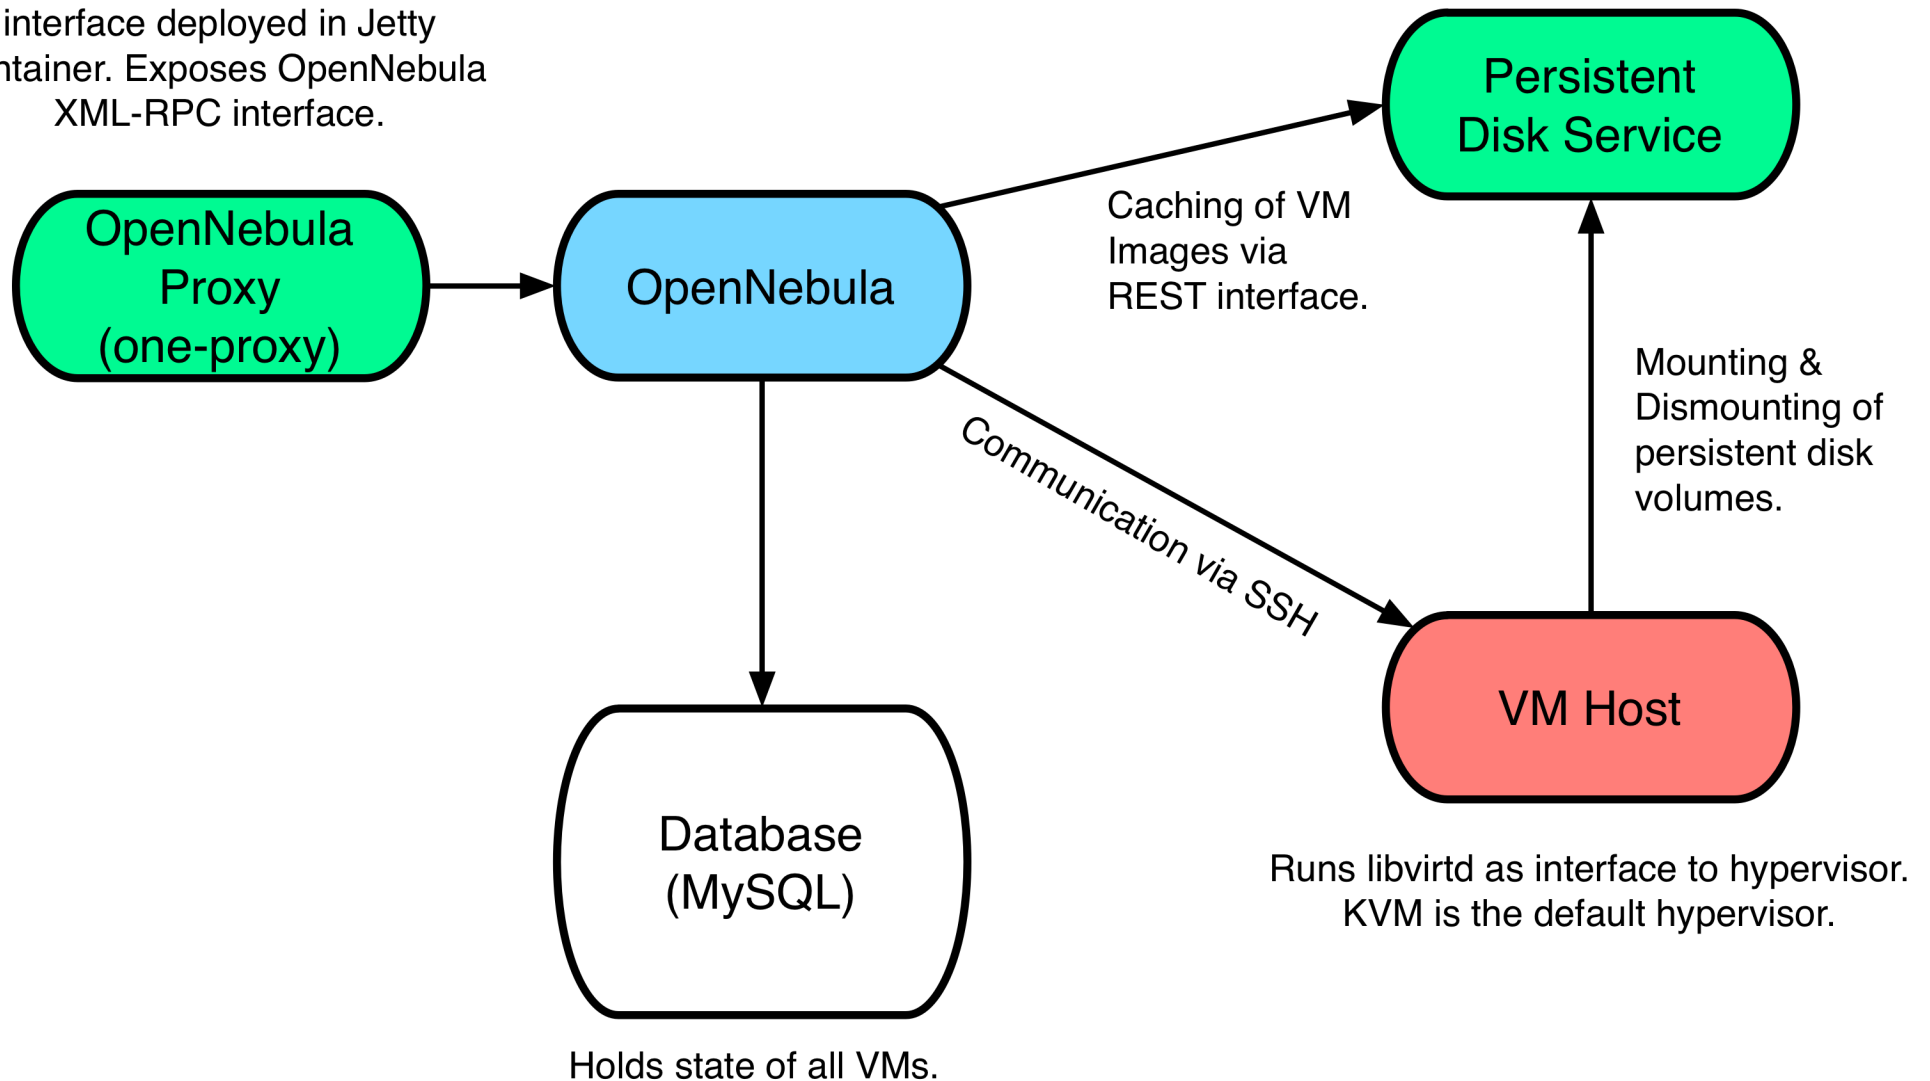 interface deployed in Jetty
Exposes OpenNebula
XML-RPC interface.
OpenNebula
Proxy
(one-proxy)
OpenNebula
Persistent
Disk Service
Caching of VM
Images via
REST interface.
Mounting &
Dismounting of
persistent disk
volumes.
Communication via SSH
VM Host
Runs libvirtd as interface to hypervisor.
KVM is the default hypervisor.
Database
(MySQL)
Holds state of all VMs.